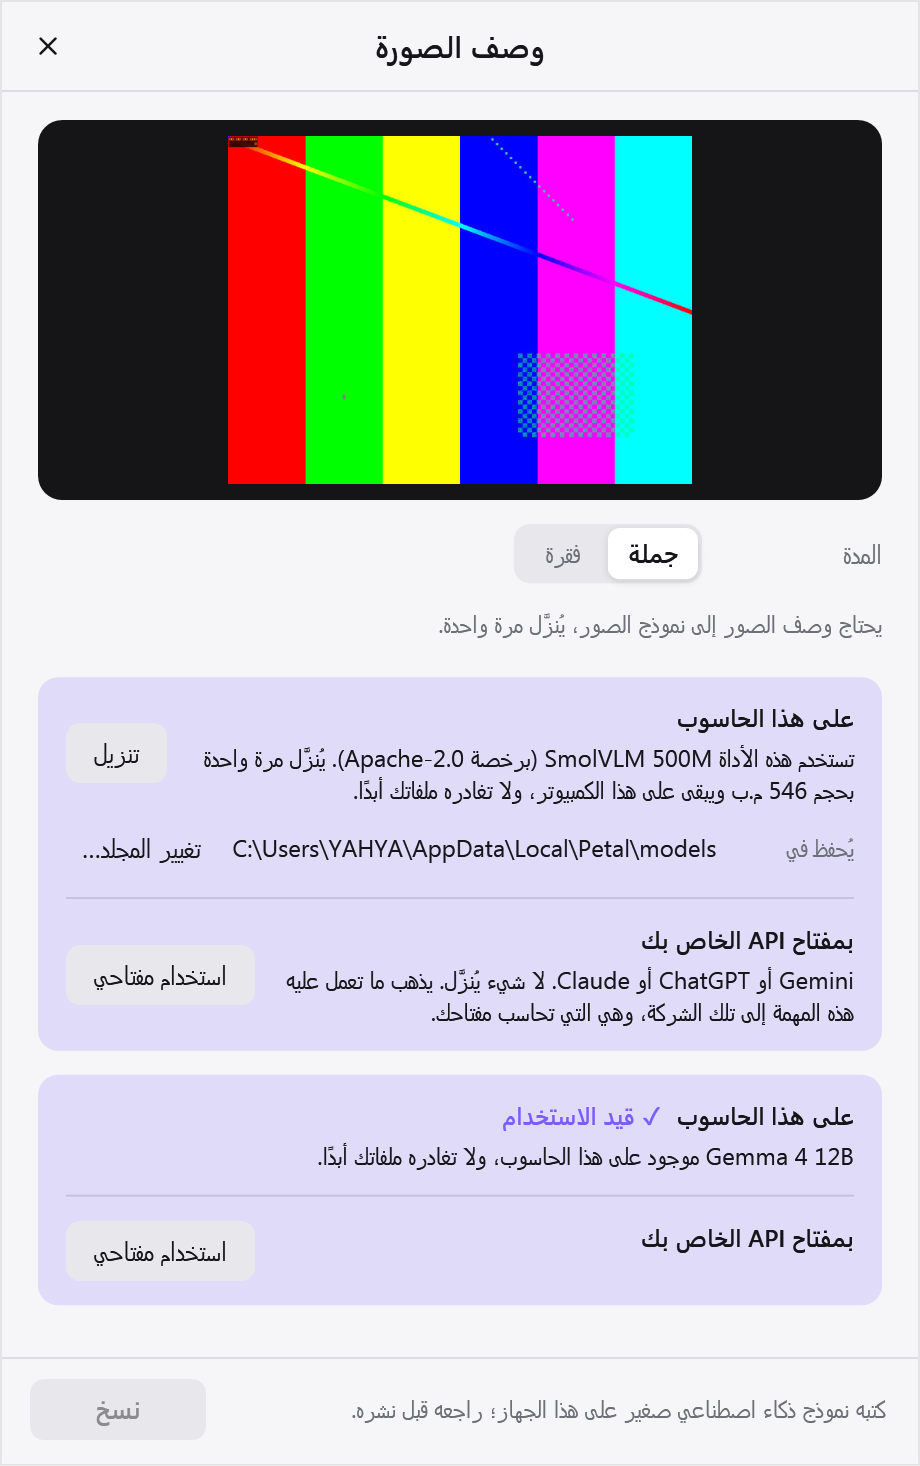 وصف الصورة
المدة
جملة
فقرة
يحتاج وصف الصور إلى نموذج الصور، يُنزَّل مرة واحدة.
على هذا الحاسوب
تستخدم هذه الأداة SmolVLM 500M (برخصة Apache-2.0). يُنزَّل مرة واحدة
بحجم 546 م.ب ويبقى على هذا الكمبيوتر، ولا تغادره ملفاتك أبدًا.
تنزيل
يُحفظ في
C:\Users\YAHYA\AppData\Local\Petal\models
تغيير المجلد...
بمفتاح API الخاص بك
Gemini أو ChatGPT أو Claude. لا شيء يُنزَّل. يذهب ما تعمل عليه
هذه المهمة إلى تلك الشركة، وهي التي تحاسب مفتاحك.
استخدام مفتاحي
على هذا الحاسوب ✓ قيد الاستخدام
Gemma 4 12B موجود على هذا الحاسوب، ولا تغادره ملفاتك أبدًا.
بمفتاح API الخاص بك
استخدام مفتاحي
كتبه نموذج ذكاء اصطناعي صغير على هذا الجهاز؛ راجعه قبل نشره.
نسخ